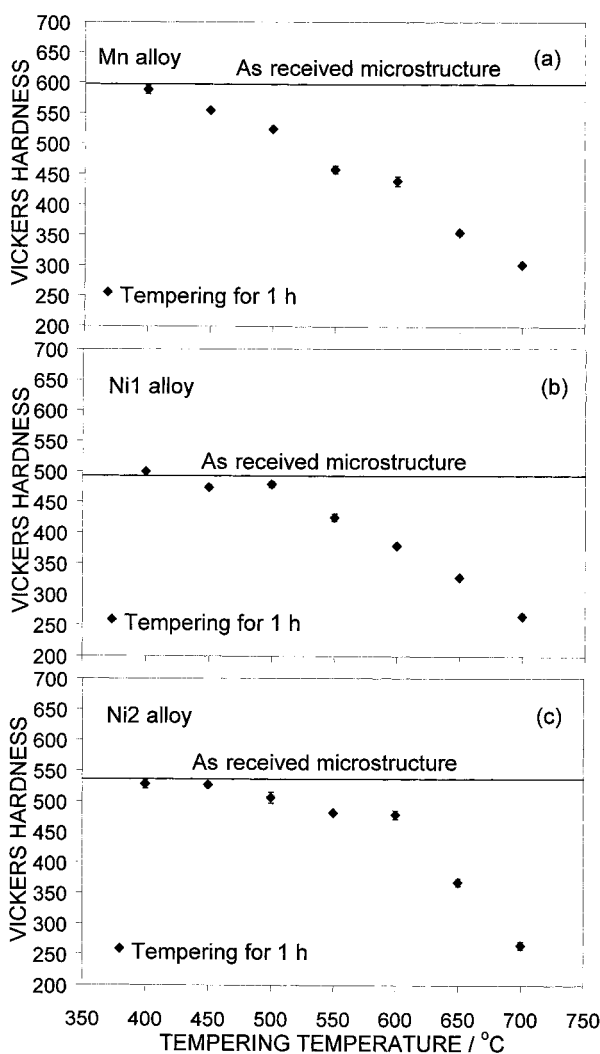 700
650
Mn alloy
As received microstructure
(a)
600
550
500
450
400
350
300
250
Tempering for 1 h
200
VICKERS HARDNESS
700
650
Ni1 alloy
(b)
600
550
As received microstructure
500
450
400
350
300
250
Tempering for 1 h
200
VICKERS HARDNESS
700
650
Ni2 alloy
(c)
600
As received microstructure
550
500
450
400
350
300
250
Tempering for 1 h
200
VICKERS HARDNESS
350 400 450 500 550 600 650 700 750
TEMPERING TEMPERATURE / °C